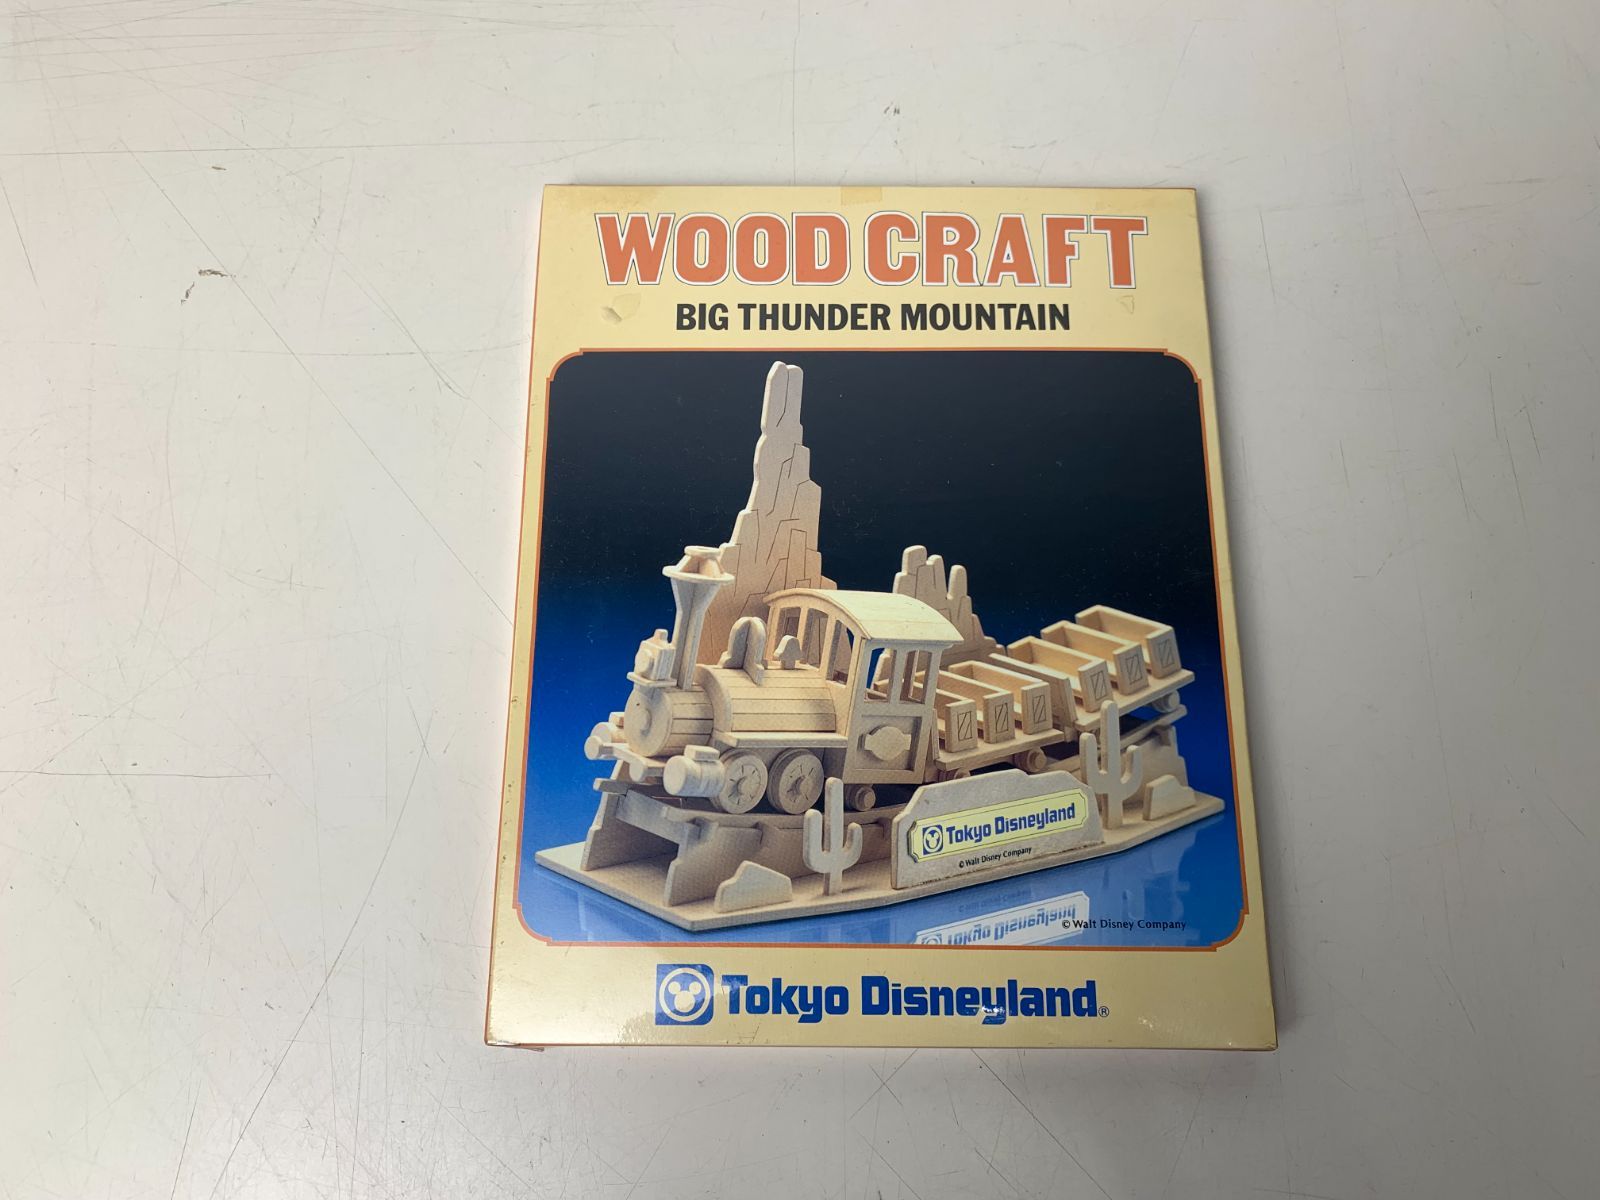 WOOD CRAFT
BIG THUNDER MOUNTAIN
Tokyo Disneyland
© Walt Disney Company
© Walt Disney Company
Tokyo Disneyland®